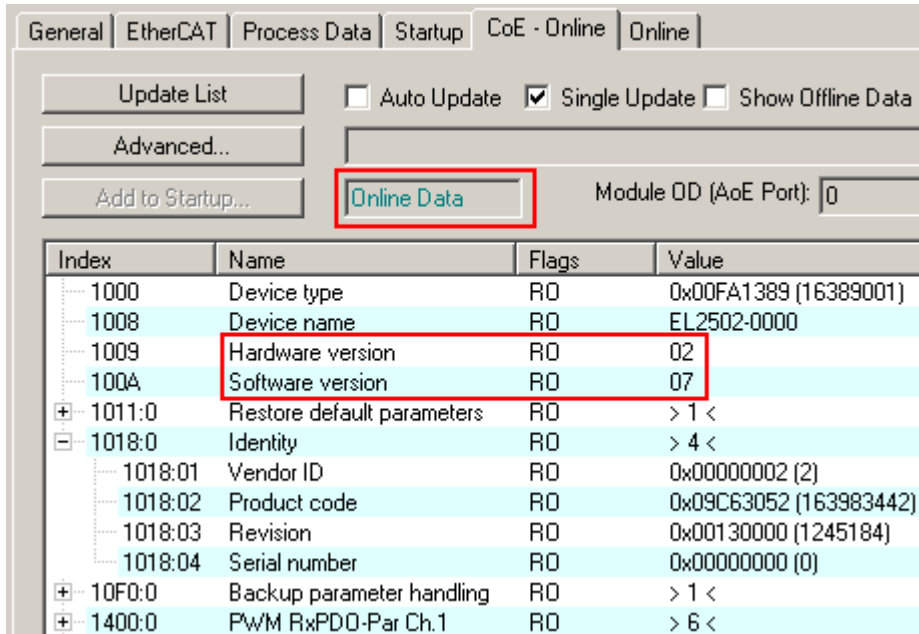 General EtherCAT Process Data Startup CoE - Online Online
Update List Auto Update Single Update Show Offline Data
Advanced...
Add to Startup... Online Data Module OD (AoE Port): 0
Index Name Flags Value
1000 Device type RO 0x00FA1389 (16389001)
1008 Device name RO EL2502-0000
1009 Hardware version RO 02
100A Software version RO 07
1011:0 Restore default parameters RO > 1 <
1018:0 Identity RO > 4 <
1018:01 Vendor ID RO 0x00000002 (2)
1018:02 Product code RO 0x09C63052 (163983442)
1018:03 Revision RO 0x00130000 (1245184)
1018:04 Serial number RO 0x00000000 (0)
10F0:0 Backup parameter handling RO > 1 <
1400:0 PWM RxPDO-Par Ch.1 RO > 6 <